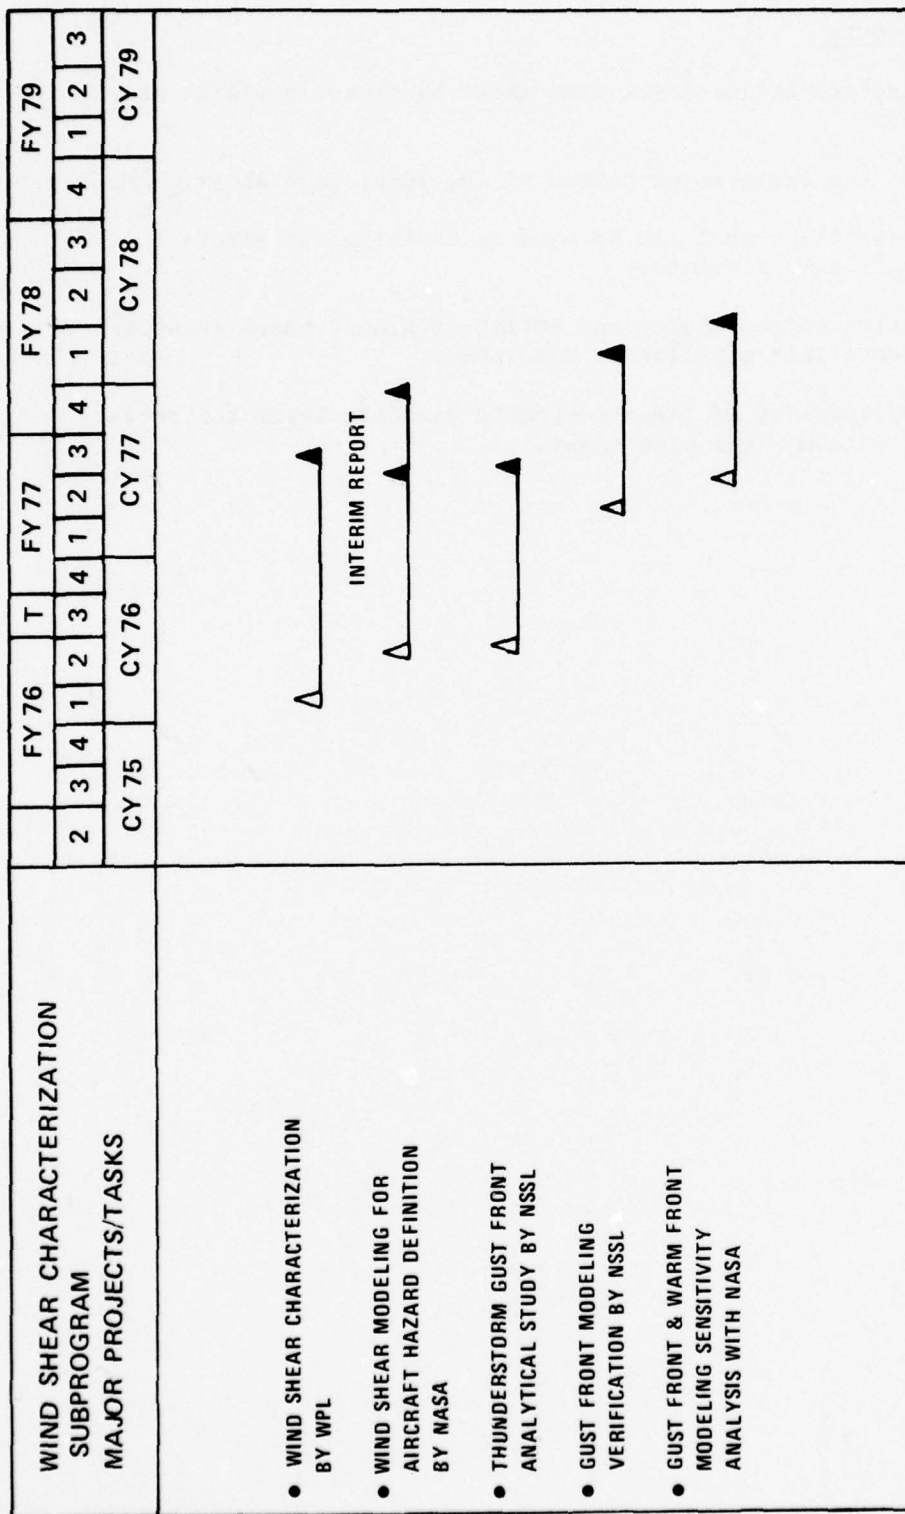 WIND SHEAR CHARACTERIZATION
SUBPROGRAM
MAJOR PROJECTS/TASKS
FY 76 T FY 77 FY 78 FY 79
2 3 4 1 2 3 4 1 2 3 4 1 2 3 4 1 2 3
CY 75 CY 76 CY 77 CY 78 CY 79
● WIND SHEAR CHARACTERIZATION
BY WPL
INTERIM REPORT
● WIND SHEAR MODELING FOR
AIRCRAFT HAZARD DEFINITION
BY NASA
● THUNDERSTORM GUST FRONT
ANALYTICAL STUDY BY NSSL
● GUST FRONT MODELING
VERIFICATION BY NSSL
● GUST FRONT & WARM FRONT
MODELING SENSITIVITY
ANALYSIS WITH NASA